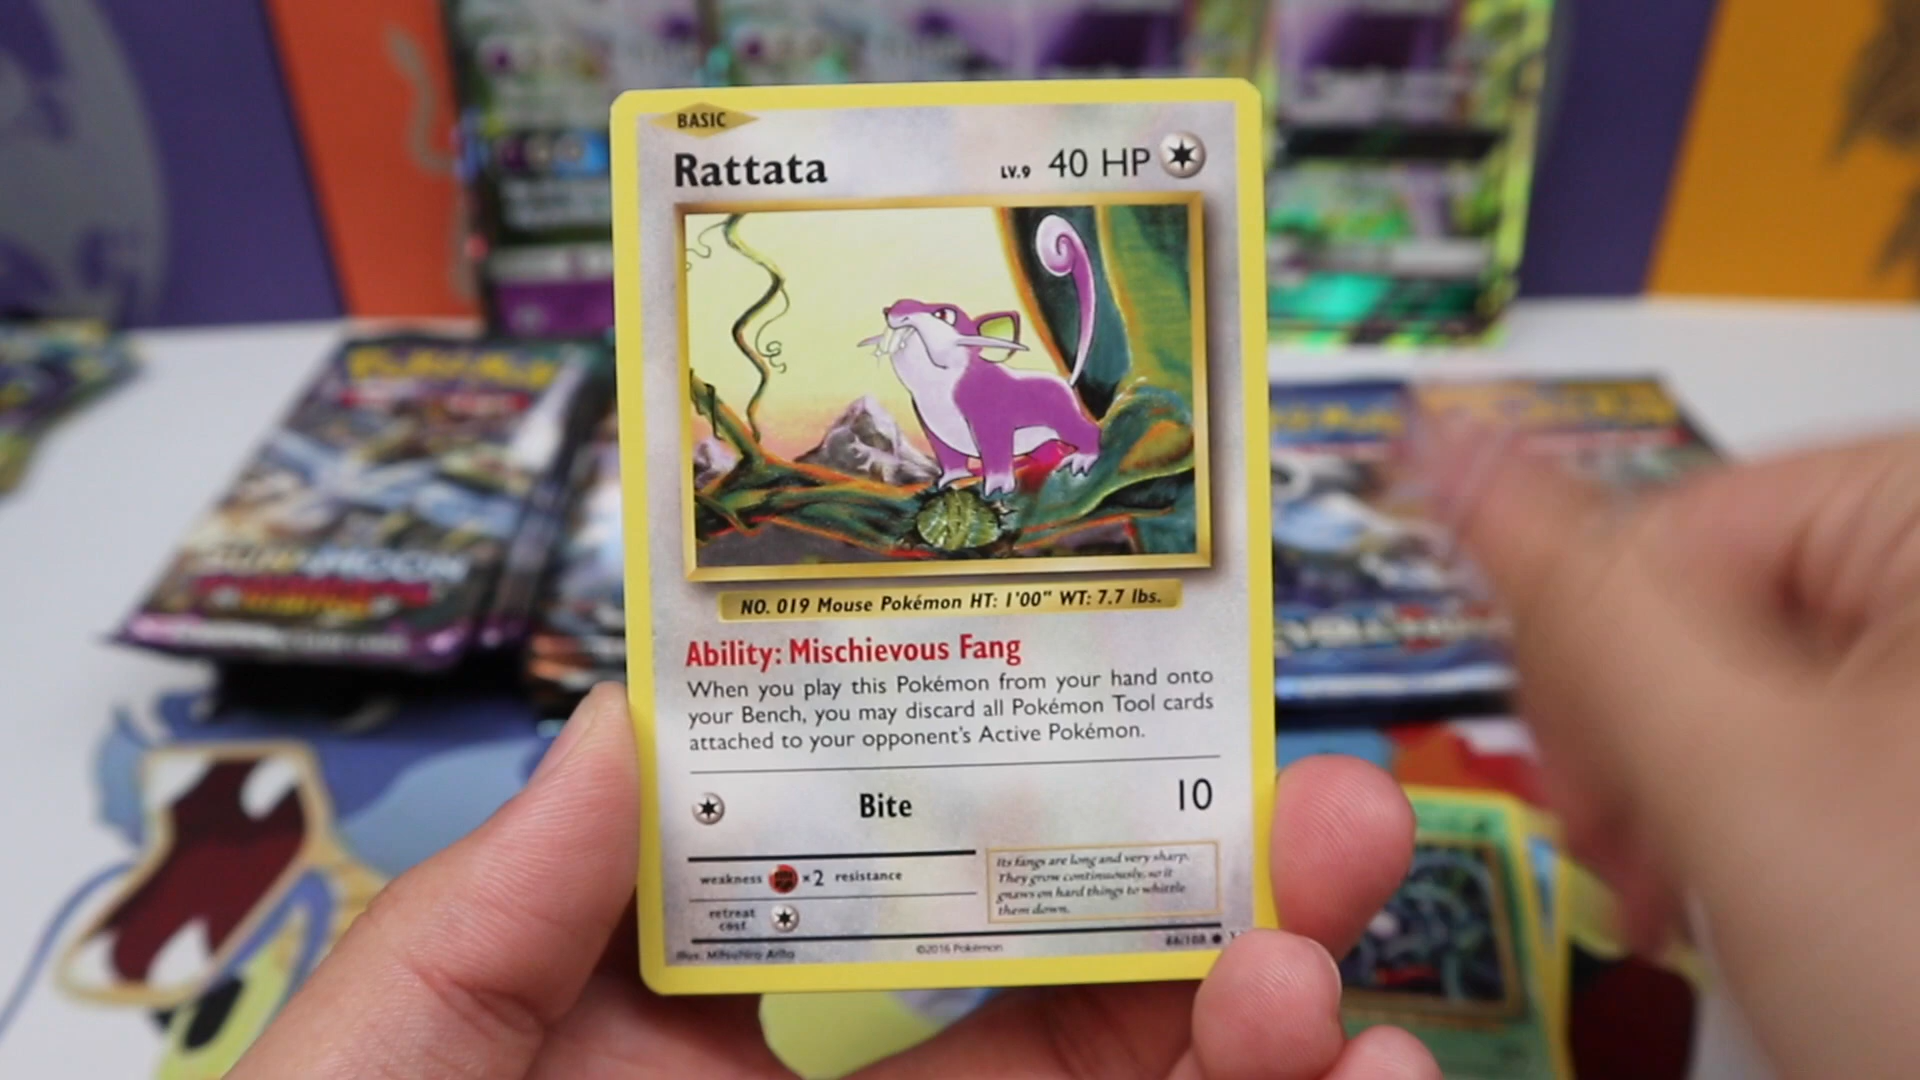 BASIC
Rattata LV.9 40 HP
NO. 019 Mouse Pokémon HT: 1'00" WT: 7.7 lbs.
Ability: Mischievous Fang
When you play this Pokémon from your hand onto
your Bench, you may discard all Pokémon Tool cards
attached to your opponent's Active Pokémon.
Bite 10
weakness ×2 resistance
retreat
cost
Its fangs are long and very sharp.
They grow continuously, so it
gnaws on hard things to whittle
them down.
Illus. Mitsuhiro Arita ©2016 Pokémon 66/108